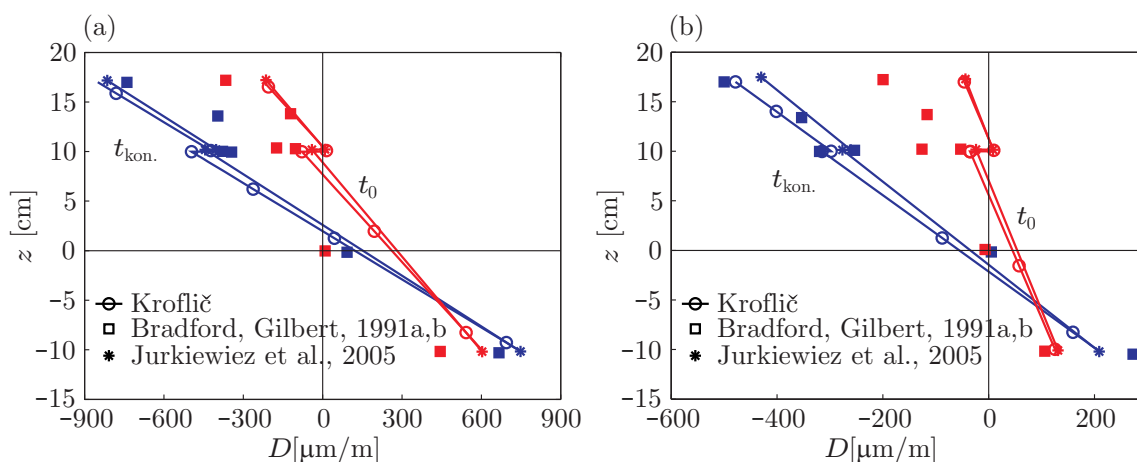 (a)
20
15
10
5
0
−5
−10
−15
z [cm]
t_kon.
t_0
Kroflič
Bradford, Gilbert, 1991a,b
Jurkiewiez et al., 2005
−900 −600 −300 0 300 600 900
D[μm/m]
(b)
20
15
10
5
0
−5
−10
−15
z [cm]
t_kon.
t_0
Kroflič
Bradford, Gilbert, 1991a,b
Jurkiewiez et al., 2005
−600 −400 −200 0 200
D[μm/m]